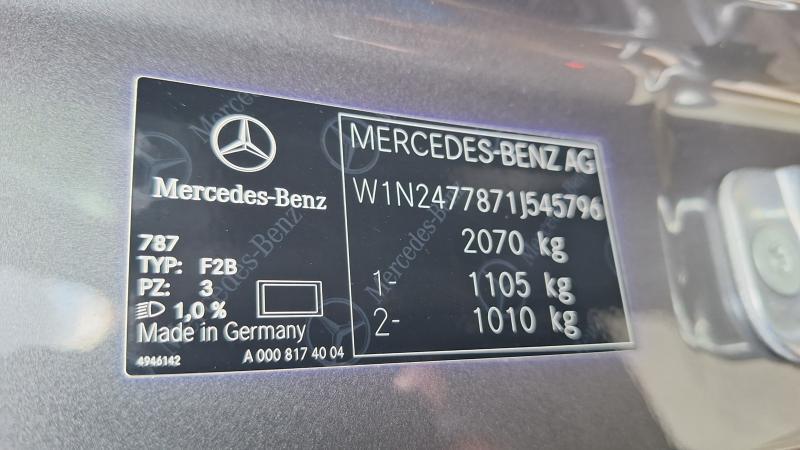 Mercedes-Benz
787
TYP: F2B
PZ: 3
1,0 %
Made in Germany
4946142 A 000 817 40 04
MERCEDES-BENZ AG
W1N2477871J545796
2070 kg
1- 1105 kg
2- 1010 kg